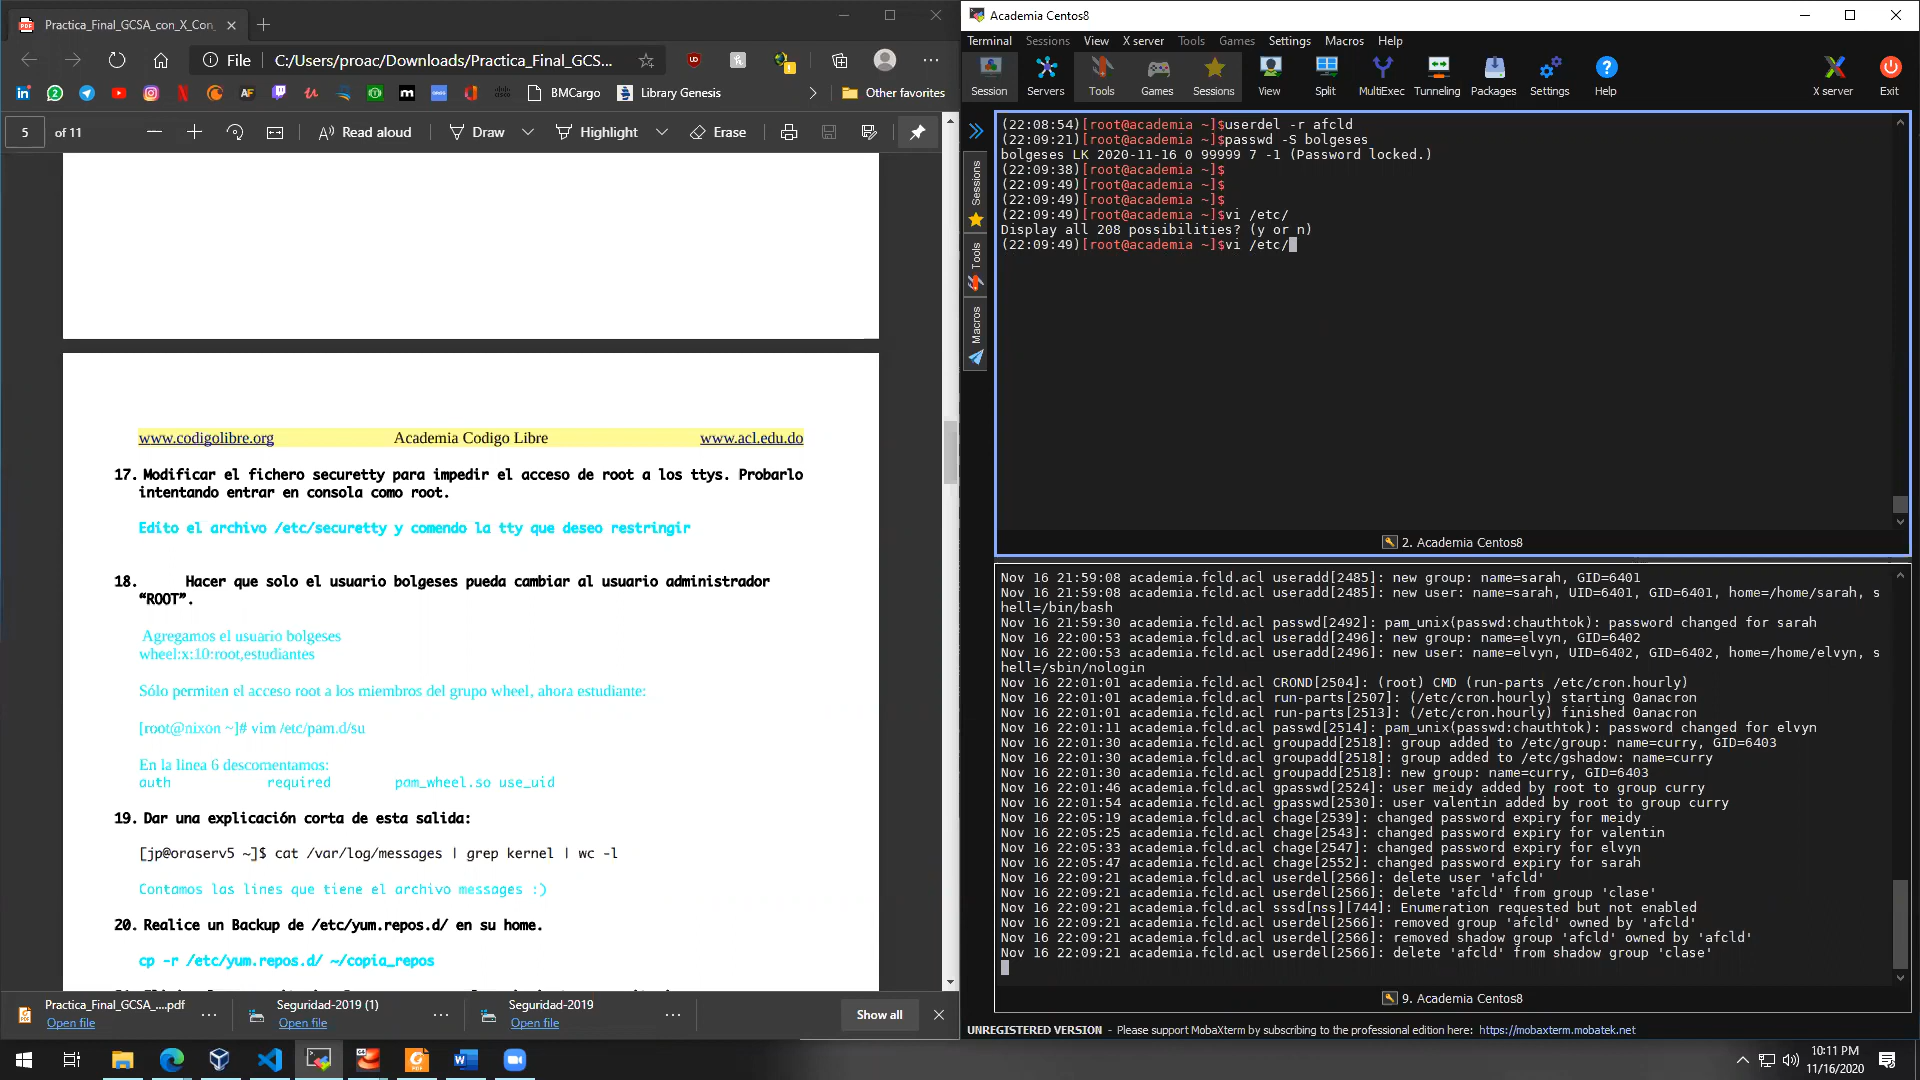 Practica_Final_GCSA_con_X_Con
File
C:/Users/proac/Downloads/Practica_Final_GCS...
BMCargo
Library Genesis
Other favorites
5 of 11
Read aloud
Draw
Highlight
Erase
www.codigolibre.org Academia Codigo Libre www.acl.edu.do
17. Modificar el fichero securetty para impedir el acceso de root a los ttys. Probarlo
intentando entrar en consola como root.
Edito el archivo /etc/securetty y comendo la tty que deseo restringir
18. Hacer que solo el usuario bolgeses pueda cambiar al usuario administrador
“ROOT”.
Agregamos el usuario bolgeses
wheel:x:10:root,estudiantes
Sólo permiten el acceso root a los miembros del grupo wheel, ahora estudiante:
[root@nixon ~]# vim /etc/pam.d/su
En la linea 6 descomentamos:
auth required pam_wheel.so use_uid
19. Dar una explicación corta de esta salida:
[jp@oraserv5 ~]$ cat /var/log/messages | grep kernel | wc -l
Contamos las lines que tiene el archivo messages :)
20. Realice un Backup de /etc/yum.repos.d/ en su home.
cp -r /etc/yum.repos.d/ ~/copia_repos
Practica_Final_GCSA_....pdf
Open file
Seguridad-2019 (1)
Open file
Seguridad-2019
Open file
Show all
Academia Centos8
Terminal Sessions View X server Tools Games Settings Macros Help
Session Servers Tools Games Sessions View Split MultiExec Tunneling Packages Settings Help X server Exit
Sessions
Tools
Macros
(22:08:54)[root@academia ~]$userdel -r afcld
(22:09:21)[root@academia ~]$passwd -S bolgeses
bolgeses LK 2020-11-16 0 99999 7 -1 (Password locked.)
(22:09:38)[root@academia ~]$
(22:09:49)[root@academia ~]$
(22:09:49)[root@academia ~]$
(22:09:49)[root@academia ~]$vi /etc/
Display all 208 possibilities? (y or n)
(22:09:49)[root@academia ~]$vi /etc/
2. Academia Centos8
Nov 16 21:59:08 academia.fcld.acl useradd[2485]: new group: name=sarah, GID=6401
Nov 16 21:59:08 academia.fcld.acl useradd[2485]: new user: name=sarah, UID=6401, GID=6401, home=/home/sarah, s
hell=/bin/bash
Nov 16 21:59:30 academia.fcld.acl passwd[2492]: pam_unix(passwd:chauthtok): password changed for sarah
Nov 16 22:00:53 academia.fcld.acl useradd[2496]: new group: name=elvyn, GID=6402
Nov 16 22:00:53 academia.fcld.acl useradd[2496]: new user: name=elvyn, UID=6402, GID=6402, home=/home/elvyn, s
hell=/sbin/nologin
Nov 16 22:01:01 academia.fcld.acl CROND[2504]: (root) CMD (run-parts /etc/cron.hourly)
Nov 16 22:01:01 academia.fcld.acl run-parts[2507]: (/etc/cron.hourly) starting 0anacron
Nov 16 22:01:01 academia.fcld.acl run-parts[2513]: (/etc/cron.hourly) finished 0anacron
Nov 16 22:01:11 academia.fcld.acl passwd[2514]: pam_unix(passwd:chauthtok): password changed for elvyn
Nov 16 22:01:30 academia.fcld.acl groupadd[2518]: group added to /etc/group: name=curry, GID=6403
Nov 16 22:01:30 academia.fcld.acl groupadd[2518]: group added to /etc/gshadow: name=curry
Nov 16 22:01:30 academia.fcld.acl groupadd[2518]: new group: name=curry, GID=6403
Nov 16 22:01:46 academia.fcld.acl gpasswd[2524]: user meidy added by root to group curry
Nov 16 22:01:54 academia.fcld.acl gpasswd[2530]: user valentin added by root to group curry
Nov 16 22:05:19 academia.fcld.acl chage[2539]: changed password expiry for meidy
Nov 16 22:05:25 academia.fcld.acl chage[2543]: changed password expiry for valentin
Nov 16 22:05:33 academia.fcld.acl chage[2547]: changed password expiry for elvyn
Nov 16 22:05:47 academia.fcld.acl chage[2552]: changed password expiry for sarah
Nov 16 22:09:21 academia.fcld.acl userdel[2566]: delete user 'afcld'
Nov 16 22:09:21 academia.fcld.acl userdel[2566]: delete 'afcld' from group 'clase'
Nov 16 22:09:21 academia.fcld.acl sssd[nss][744]: Enumeration requested but not enabled
Nov 16 22:09:21 academia.fcld.acl userdel[2566]: removed group 'afcld' owned by 'afcld'
Nov 16 22:09:21 academia.fcld.acl userdel[2566]: removed shadow group 'afcld' owned by 'afcld'
Nov 16 22:09:21 academia.fcld.acl userdel[2566]: delete 'afcld' from shadow group 'clase'
9. Academia Centos8
UNREGISTERED VERSION - Please support MobaXterm by subscribing to the professional edition here: https://mobaxterm.mobatek.net
10:11 PM
11/16/2020